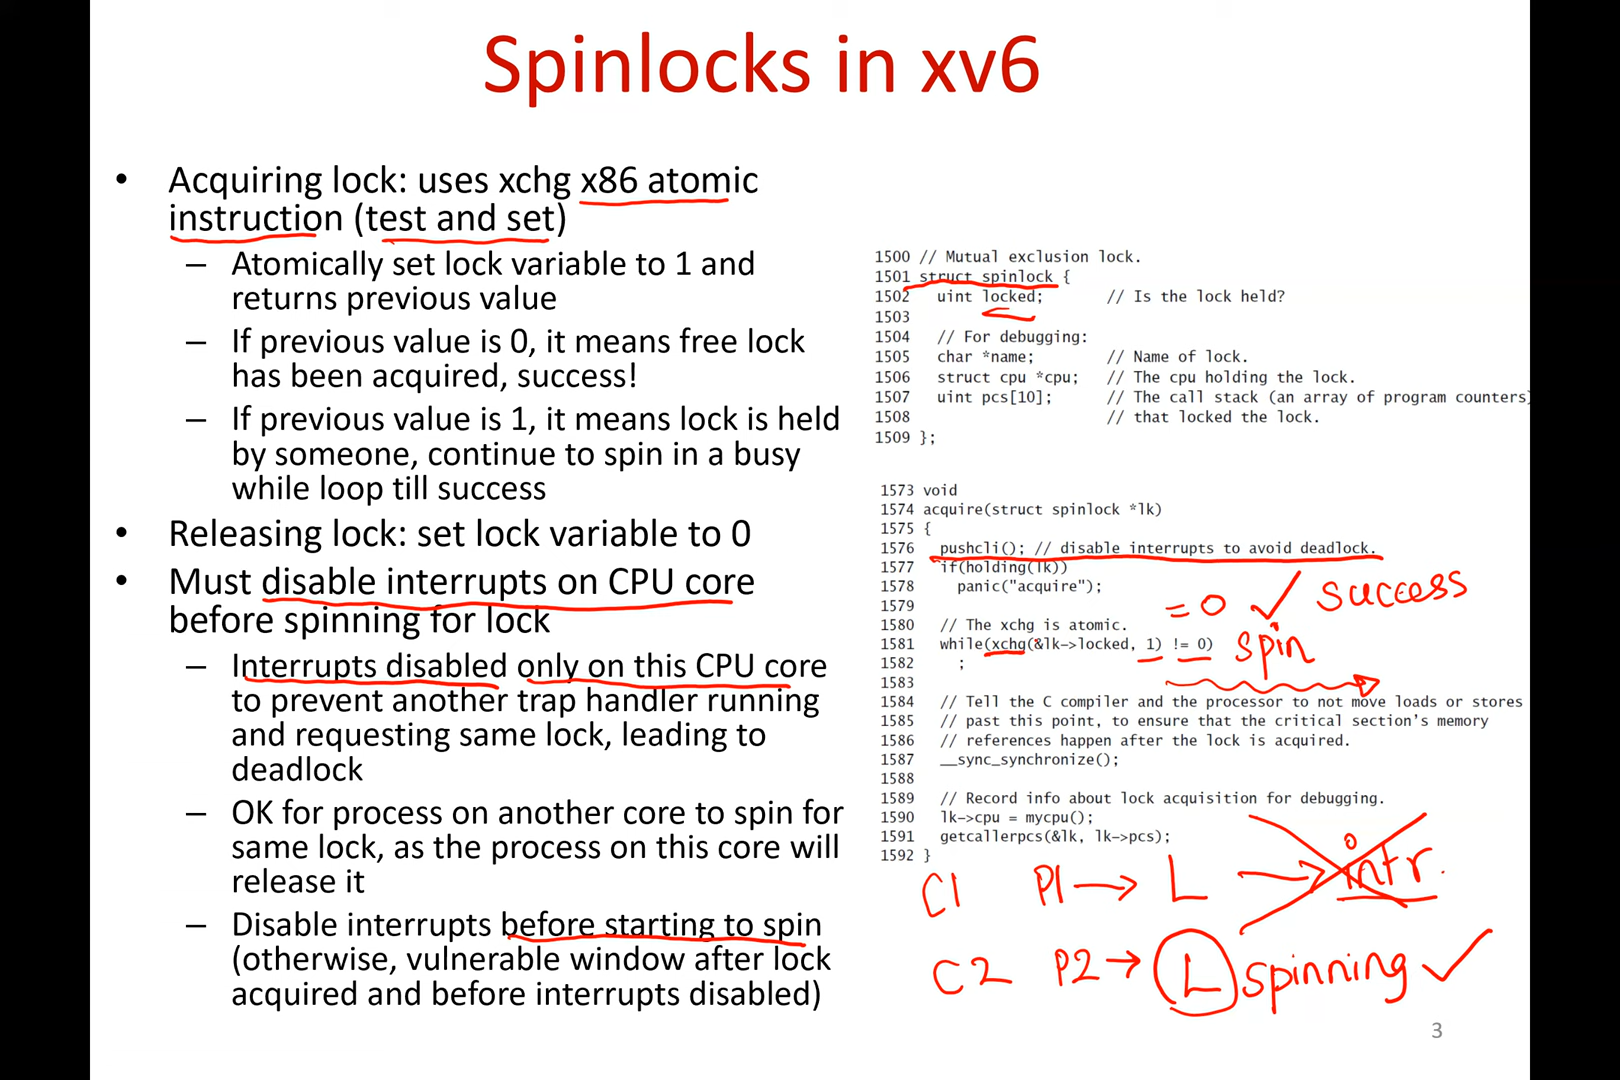 Spinlocks in xv6
• Acquiring lock: uses xchg x86 atomic
instruction (test and set)
– Atomically set lock variable to 1 and
returns previous value
– If previous value is 0, it means free lock
has been acquired, success!
– If previous value is 1, it means lock is held
by someone, continue to spin in a busy
while loop till success
• Releasing lock: set lock variable to 0
• Must disable interrupts on CPU core
before spinning for lock
– Interrupts disabled only on this CPU core
to prevent another trap handler running
and requesting same lock, leading to
deadlock
– OK for process on another core to spin for
same lock, as the process on this core will
release it
– Disable interrupts before starting to spin
(otherwise, vulnerable window after lock
acquired and before interrupts disabled)
1500 // Mutual exclusion lock.
1501 struct spinlock {
1502 uint locked; // Is the lock held?
1503
1504 // For debugging:
1505 char *name; // Name of lock.
1506 struct cpu *cpu; // The cpu holding the lock.
1507 uint pcs[10]; // The call stack (an array of program counters)
1508 // that locked the lock.
1509 };
1573 void
1574 acquire(struct spinlock *lk)
1575 {
1576 pushcli(); // disable interrupts to avoid deadlock.
1577 if(holding(lk))
1578 panic("acquire");
1579
= 0 ✓ success
1580 // The xchg is atomic.
1581 while(xchg(&lk->locked, 1) != 0)
spin
1582 ;
1583
1584 // Tell the C compiler and the processor to not move loads or stores
1585 // past this point, to ensure that the critical section's memory
1586 // references happen after the lock is acquired.
1587 __sync_synchronize();
1588
1589 // Record info about lock acquisition for debugging.
1590 lk->cpu = mycpu();
1591 getcallerpcs(&lk, lk->pcs);
1592 }
C1 P1 → L → intr.
C2 P2 → L spinning ✓
3